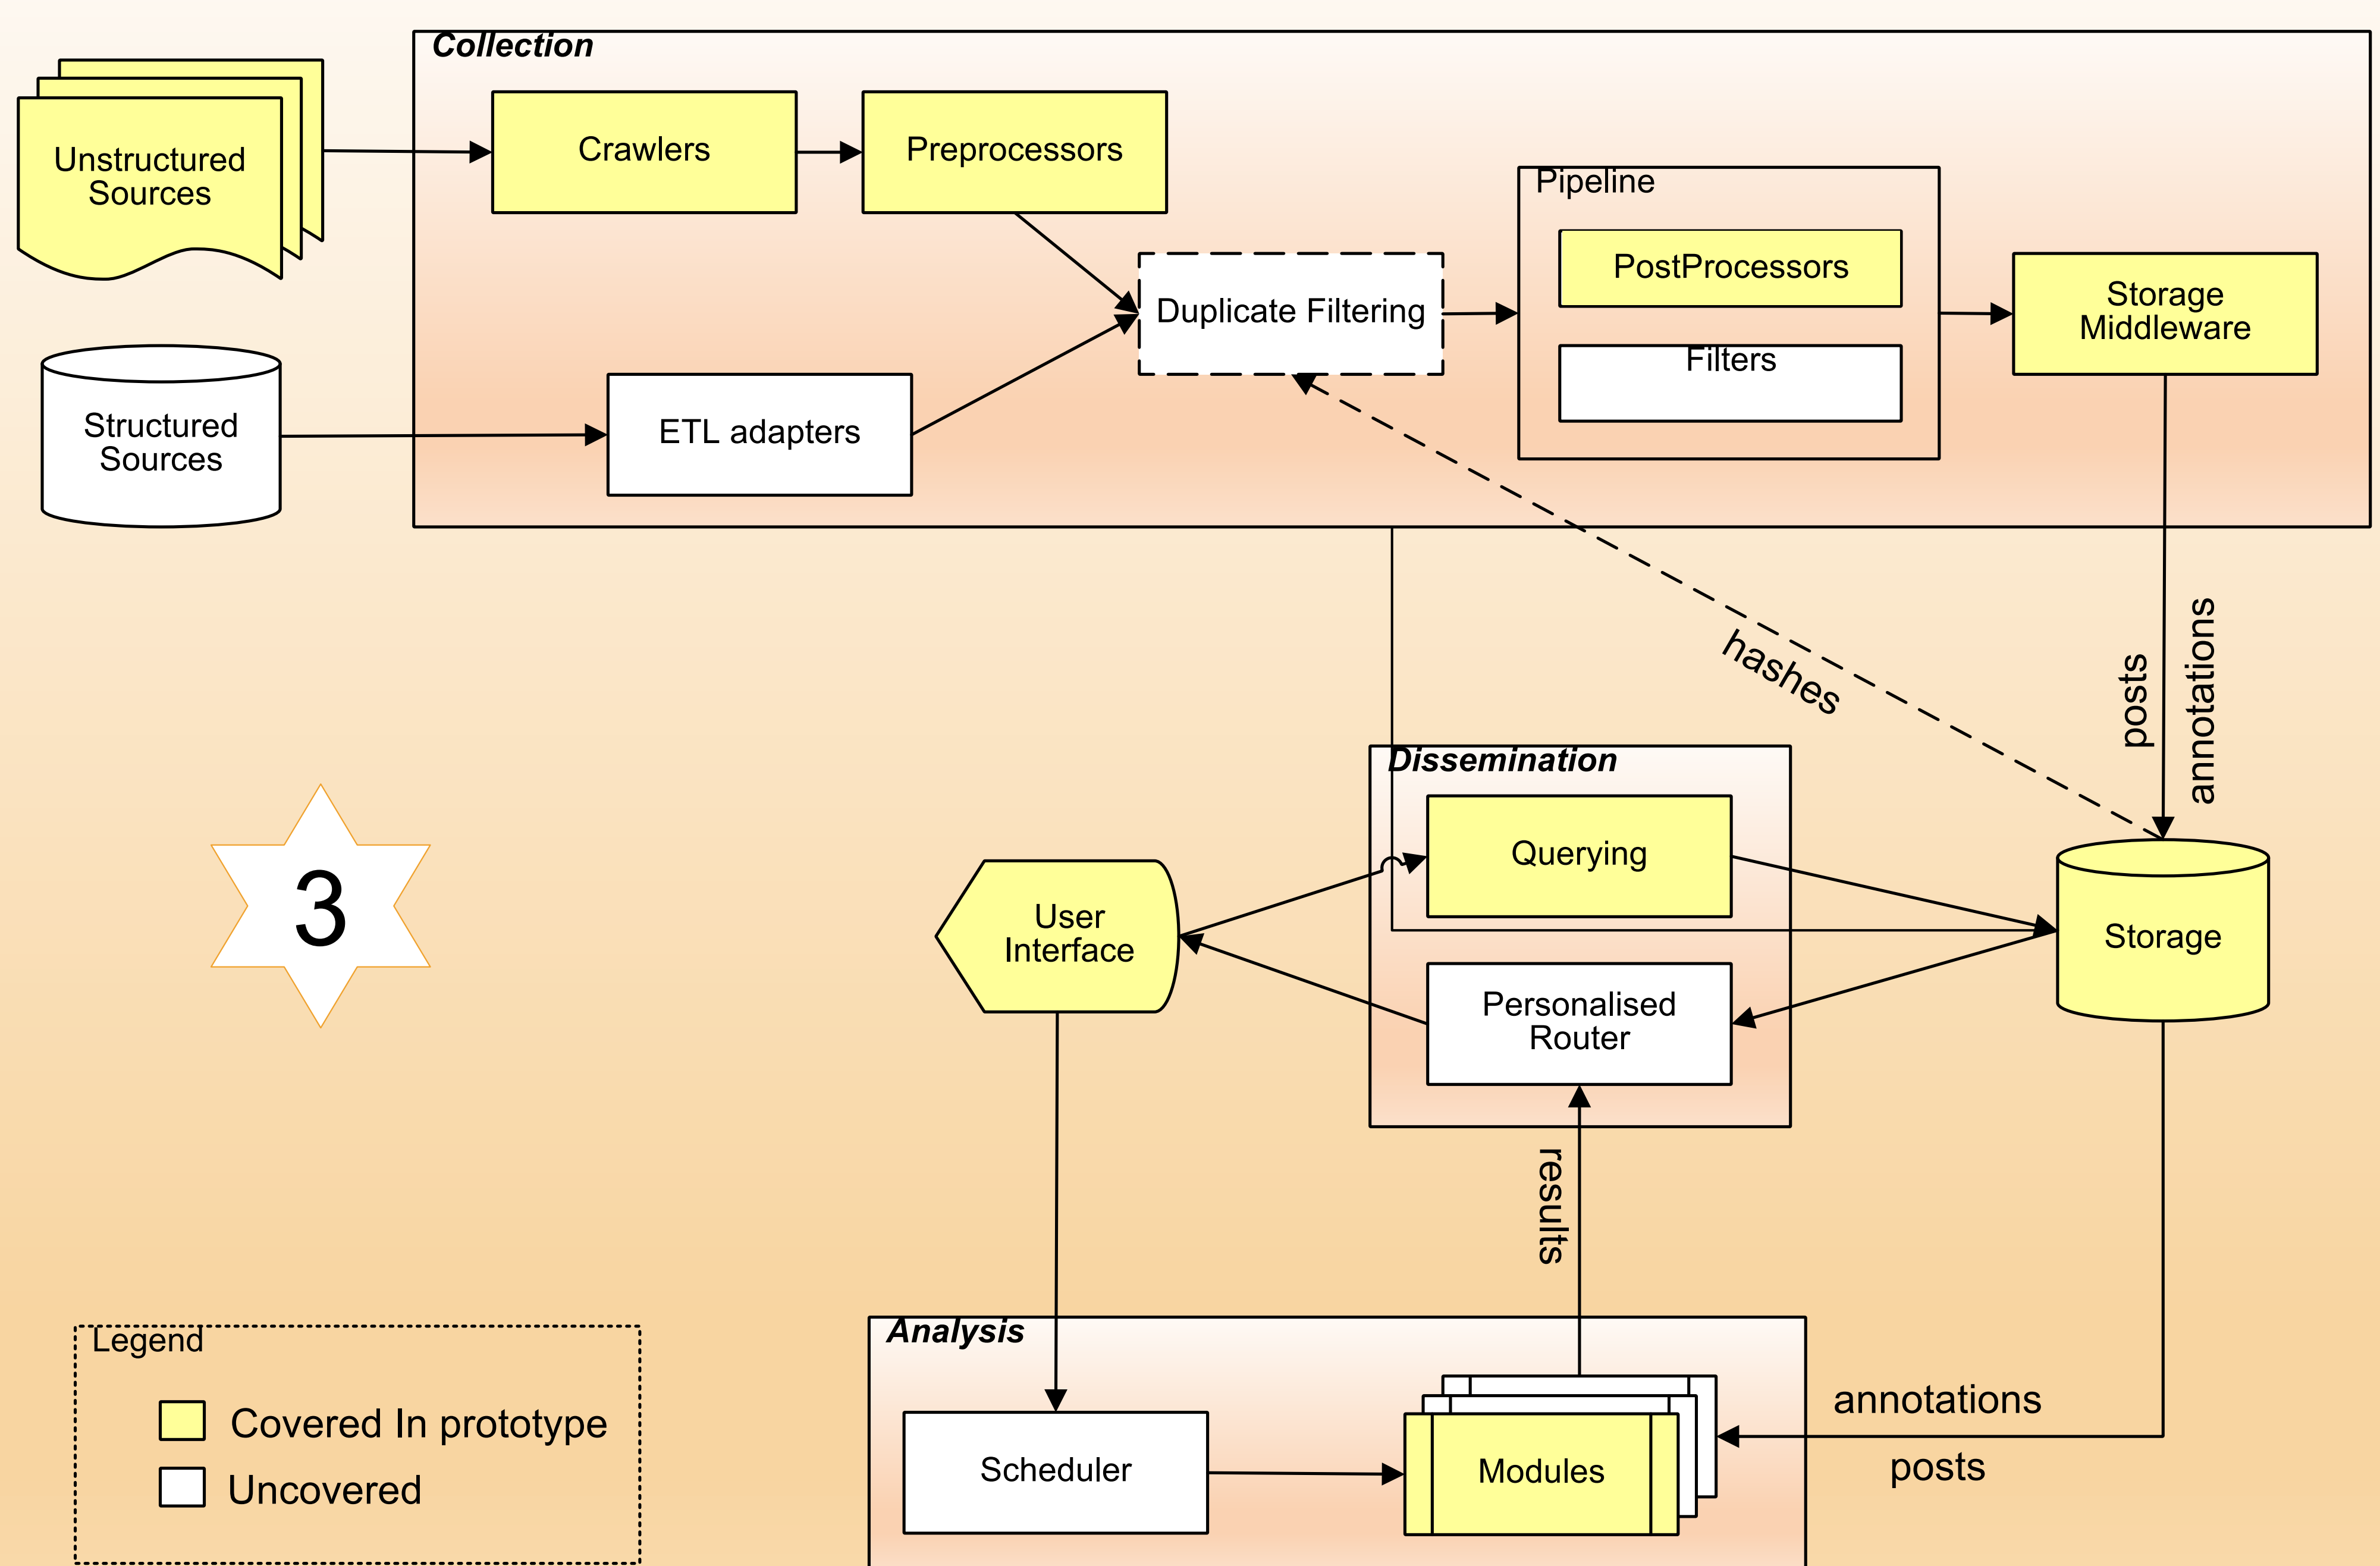 Collection
Unstructured
Sources
Crawlers
Preprocessors
Pipeline
PostProcessors
Filters
Duplicate Filtering
Storage
Middleware
Structured
Sources
ETL adapters
hashes
posts
annotations
Dissemination
Querying
User
Interface
Personalised
Router
Storage
3
results
Analysis
Scheduler
Modules
annotations
posts
Legend
Covered In prototype
Uncovered